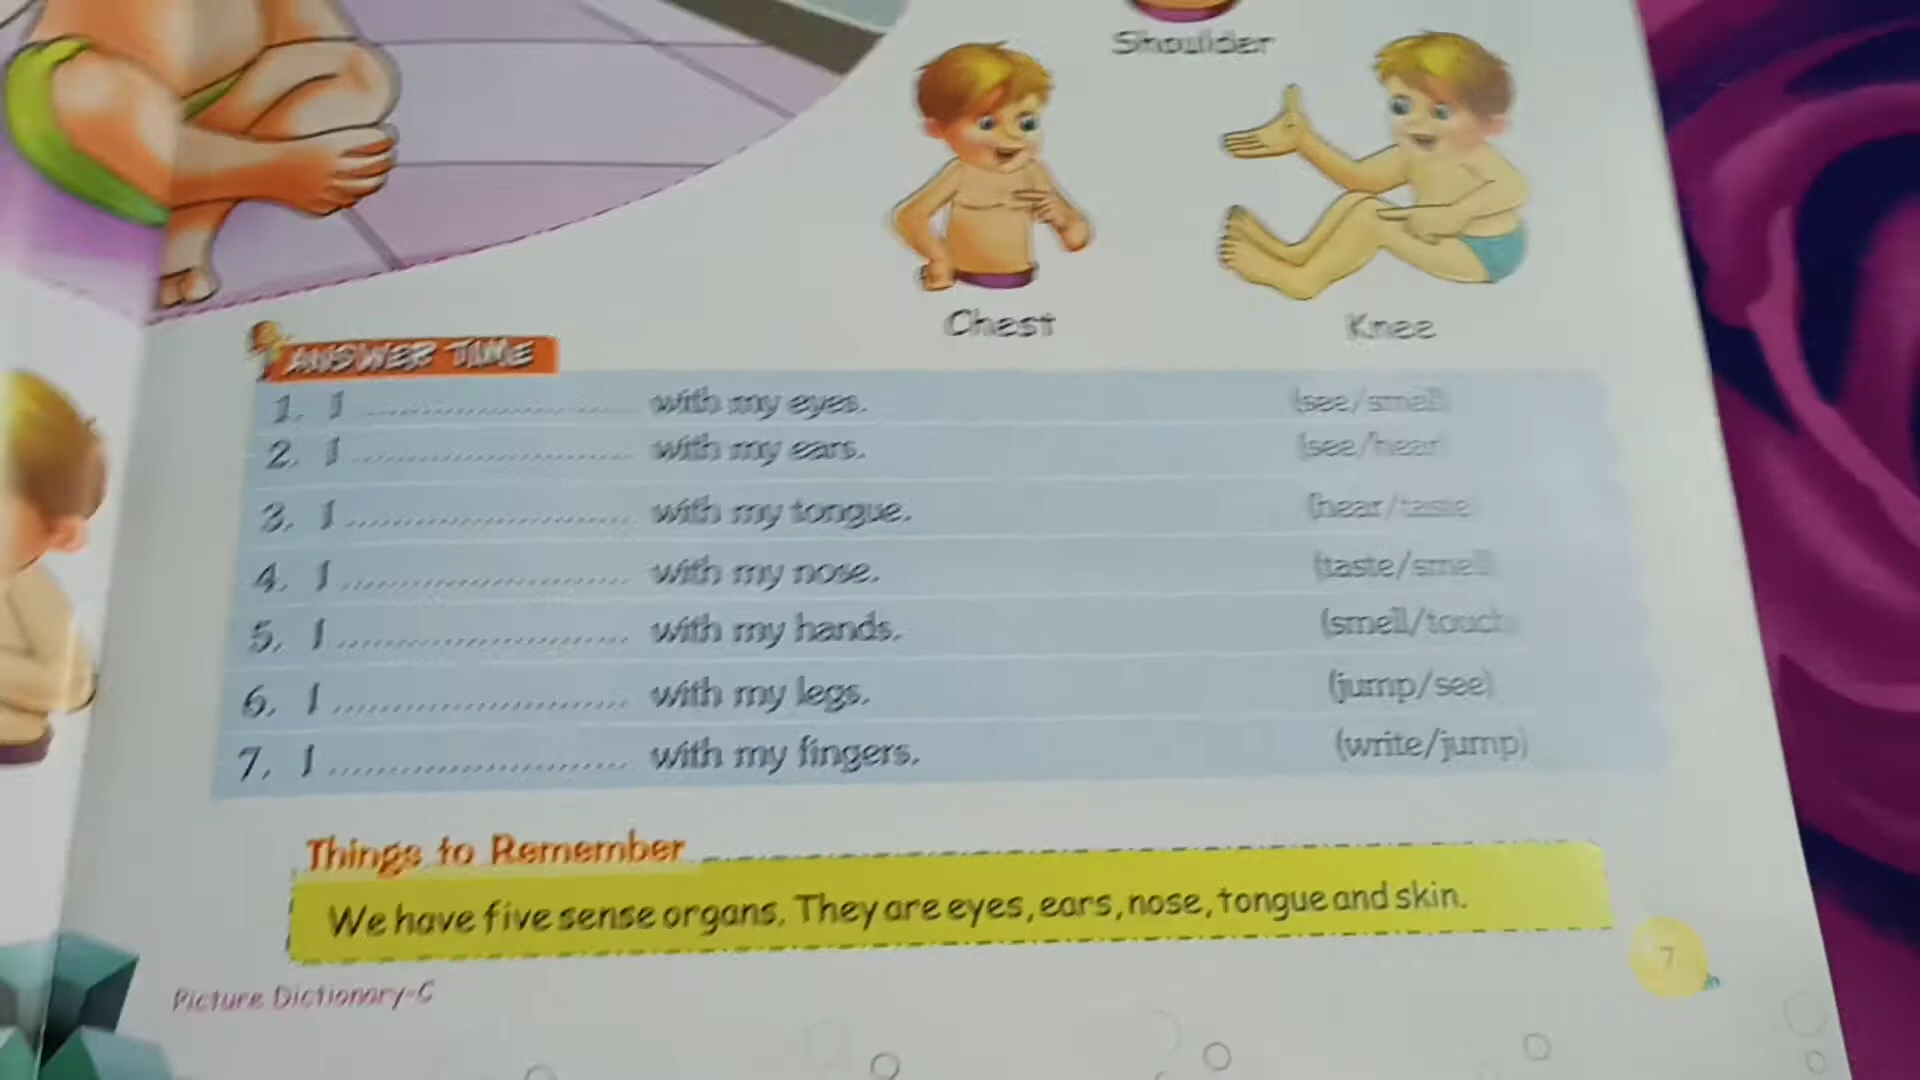 Shoulder
Chest
Knee
ANSWER TIME
1. I ........................ with my eyes. (see/smell)
2. I ........................ with my ears. (see/hear)
3. I ........................ with my tongue. (hear/taste)
4. I ........................ with my nose. (taste/smell)
5. I ........................ with my hands. (smell/touch)
6. I ........................ with my legs. (jump/see)
7. I ........................ with my fingers. (write/jump)
Things to Remember
We have five sense organs. They are eyes, ears, nose, tongue and skin.
Picture Dictionary-C
7